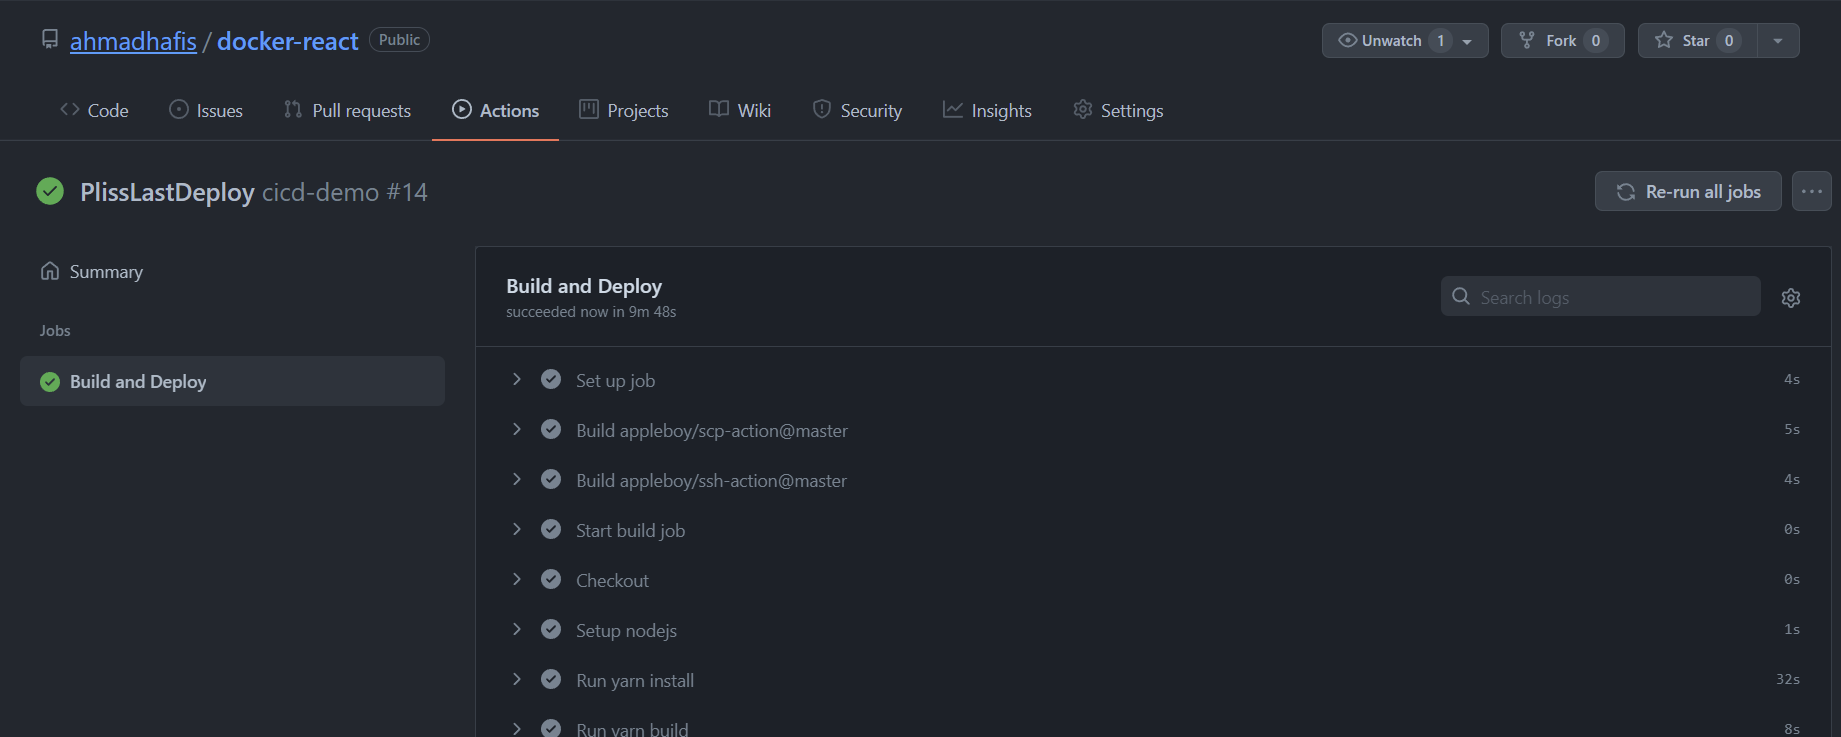 ahmadhafis / docker-react Public Unwatch 1 Fork 0 Star 0
Code Issues Pull requests Actions Projects Wiki Security Insights Settings
PlissLastDeploy cicd-demo #14 Re-run all jobs
Summary
Jobs
Build and Deploy
Build and Deploy
succeeded now in 9m 48s
Search logs
Set up job 4s
Build appleboy/scp-action@master 5s
Build appleboy/ssh-action@master 4s
Start build job 0s
Checkout 0s
Setup nodejs 1s
Run yarn install 32s
Run yarn build 8s